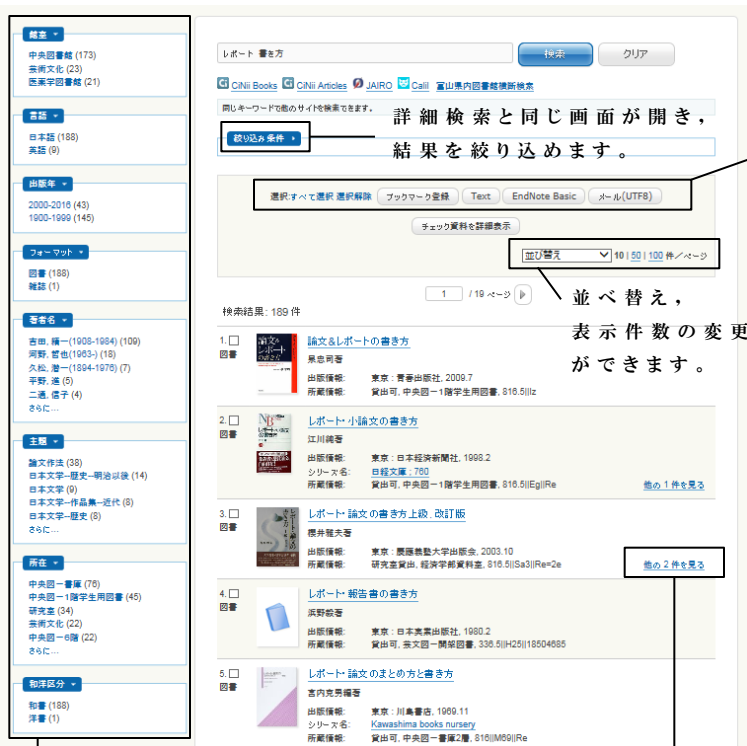 館室
中央図書館 (173)
芸術文化 (23)
医薬学図書館 (21)
言語
日本語 (188)
英語 (9)
出版年
2000-2016 (43)
1900-1999 (145)
フォーマット
図書 (188)
雑誌 (1)
著者名
吉田, 精一(1908-1984) (109)
河野, 哲也(1963-) (18)
久松, 潜一(1894-1976) (7)
平野, 進 (5)
二通, 信子 (4)
さらに...
主題
論文作法 (38)
日本文学--歴史--明治以後 (14)
日本文学 (9)
日本文学--作品集--近代 (8)
日本文学--歴史 (8)
さらに...
所在
中央図－書庫 (76)
中央図－1階学生用図書 (45)
研究室 (34)
芸術文化 (22)
中央図－6階 (22)
さらに...
和洋区分
和書 (188)
洋書 (1)
レポート 書き方
検索
クリア
CiNii Books CiNii Articles JAIRO Calil 富山県内図書館横断検索
同じキーワードで他のサイトを検索できます。
絞り込み条件
詳細検索と同じ画面が開き，
結果を絞り込めます。
選択:すべて選択 選択解除 ブックマーク登録 Text EndNote Basic メール(UTF8)
チェック資料を詳細表示
並び替え 10 | 50 | 100 件／ページ
1 / 19 ページ
並べ替え，
表示件数の変更
ができます。
検索結果: 189 件
1.
図書
論文&レポートの書き方
泉忠司著
出版情報: 東京 : 青春出版社, 2009.7
所蔵情報: 貸出可, 中央図－1階学生用図書, 816.5||Iz
2.
図書
レポート・小論文の書き方
江川純著
出版情報: 東京 : 日本経済新聞社, 1998.2
シリーズ名: 日経文庫 ; 760
所蔵情報: 貸出可, 中央図－1階学生用図書, 816.5||Eg||Re
他の 1 件を見る
3.
図書
レポート・論文の書き方上級. 改訂版
櫻井雅夫著
出版情報: 東京 : 慶應義塾大学出版会, 2003.10
所蔵情報: 研究室貸出, 経済学部資料室, 816.5||Sa3||Re=2e
他の 2 件を見る
4.
図書
レポート・報告書の書き方
浜野毅著
出版情報: 東京 : 日本実業出版社, 1980.2
所蔵情報: 貸出可, 芸文図－開架図書, 336.5||H25||18504685
5.
図書
レポート・論文のまとめ方と書き方
宮内克男編著
出版情報: 東京 : 川島書店, 1969.11
シリーズ名: Kawashima books nursery
所蔵情報: 貸出可, 中央図－書庫2層, 816||M69||Re